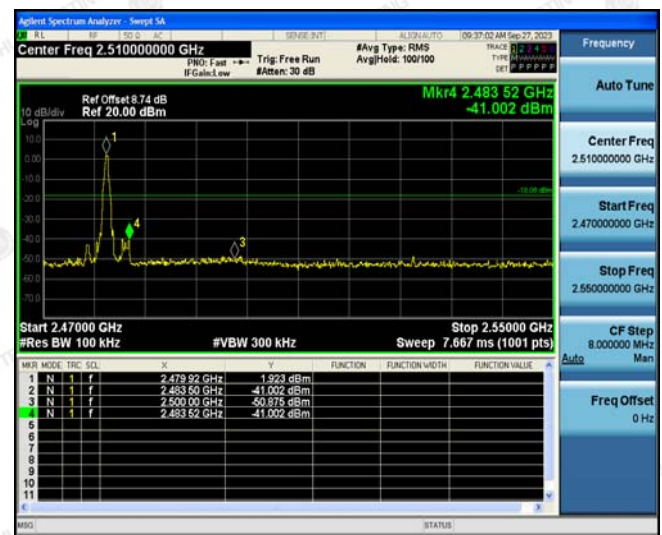 Agilent Spectrum Analyzer - Swept SA
RL RF 50 Ω AC SENSE:INT ALIGN AUTO 09:37:02 AM Sep 27, 2023
Center Freq 2.510000000 GHz
PNO: Fast
IFGain:Low
Trig: Free Run
#Atten: 30 dB
#Avg Type: RMS
Avg|Hold: 100/100
TRACE 1 2 3 4 5 6
TYPE
DET P P P P P P
Ref Offset 8.74 dB
10 dB/div Ref 20.00 dBm
Log
Mkr4 2.483 52 GHz
-41.002 dBm
10.0
0.00
-10.0
-20.0
-30.0
-40.0
-50.0
-60.0
-70.0
1
4
3
-18.08 dBm
Start 2.47000 GHz Stop 2.55000 GHz
#Res BW 100 kHz #VBW 300 kHz Sweep 7.667 ms (1001 pts)
MKR MODE TRC SCL X Y FUNCTION FUNCTION WIDTH FUNCTION VALUE
1 N 1 f 2.479 92 GHz 1.923 dBm
2 N 1 f 2.483 50 GHz -41.002 dBm
3 N 1 f 2.500 00 GHz -50.875 dBm
4 N 1 f 2.483 52 GHz -41.002 dBm
5
6
7
8
9
10
11
MSG STATUS
Frequency
Auto Tune
Center Freq
2.510000000 GHz
Start Freq
2.470000000 GHz
Stop Freq
2.550000000 GHz
CF Step
8.000000 MHz
Auto Man
Freq Offset
0 Hz